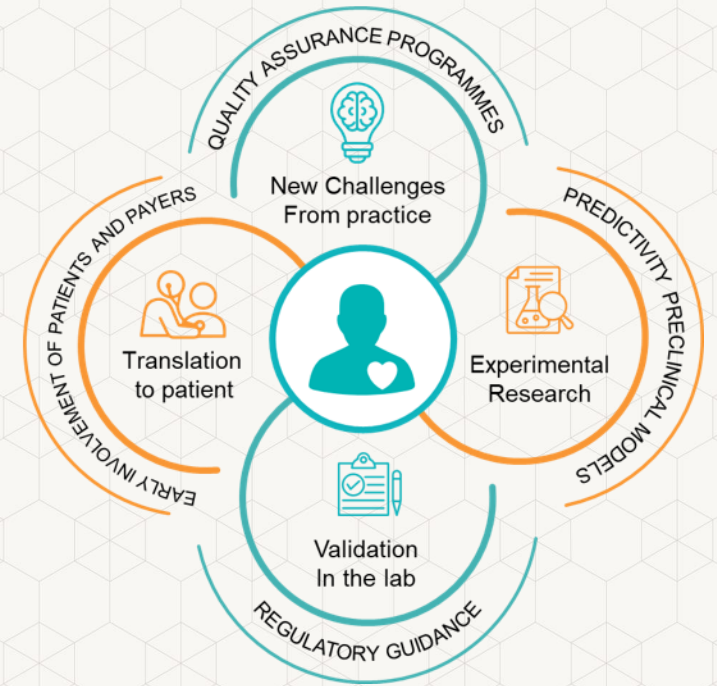 QUALITY ASSURANCE PROGRAMMES
New Challenges
From practice
PREDICTIVITY PRECLINICAL MODELS
Experimental
Research
Validation
In the lab
REGULATORY GUIDANCE
EARLY INVOLVEMENT OF PATIENTS AND PAYERS
Translation
to patient